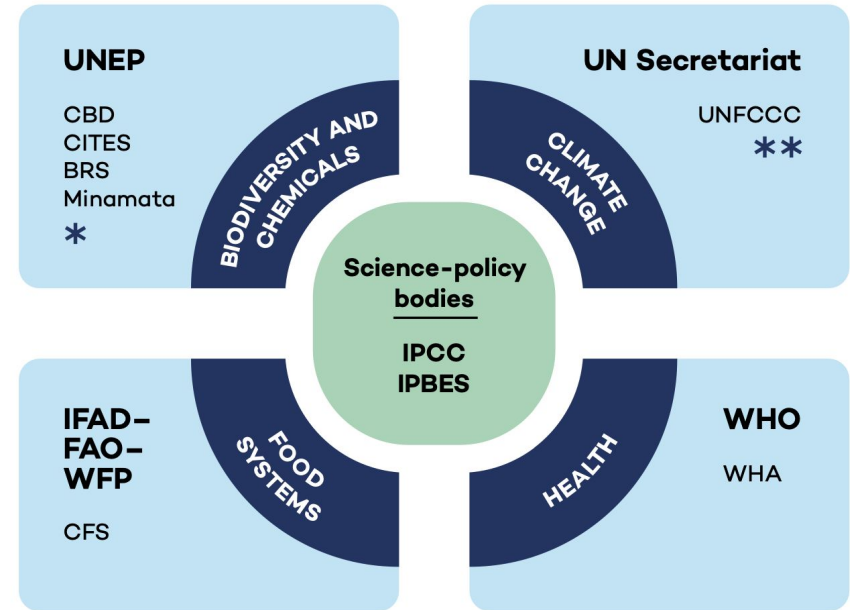 UNEP
CBD
CITES
BRS
Minamata
*
BIODIVERSITY AND
CHEMICALS
UN Secretariat
UNFCCC
**
CLIMATE
CHANGE
Science-policy
bodies
IPCC
IPBES
IFAD–
FAO–
WFP
CFS
FOOD
SYSTEMS
WHO
WHA
HEALTH